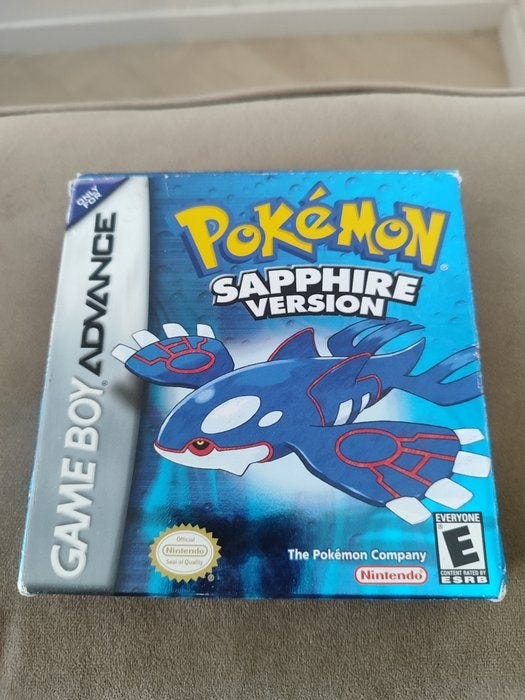 ONLY
FOR
GAME BOY ADVANCE
POKéMON
SAPPHIRE
VERSION
Official
Nintendo
Seal of Quality
The Pokémon Company
Nintendo
EVERYONE
E
CONTENT RATED BY
ESRB